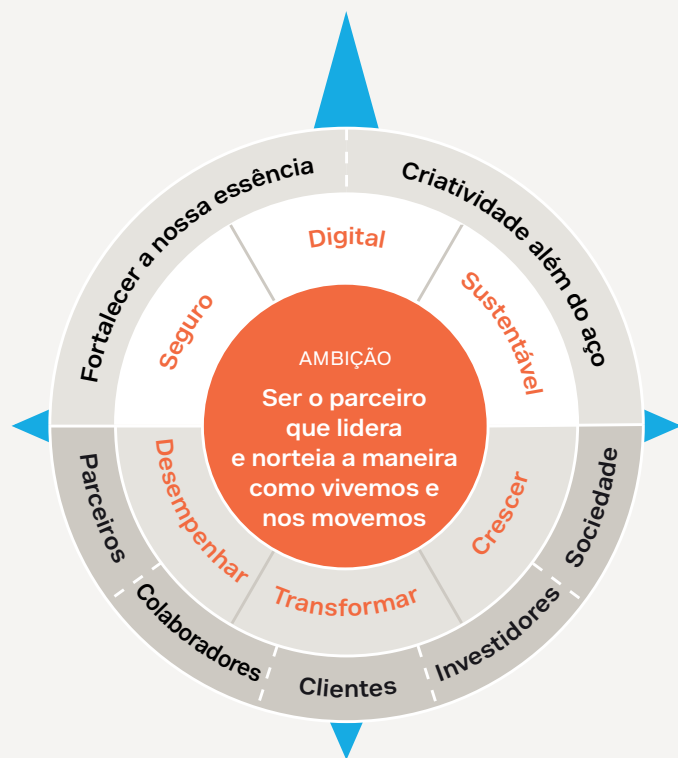 Fortalecer a nossa essência
Criatividade além do aço
Seguro
Digital
Sustentável
AMBIÇÃO
Ser o parceiro
que lidera
e norteia a maneira
como vivemos e
nos movemos
Desempenhar
Transformar
Crescer
Parceiros
Colaboradores
Clientes
Investidores
Sociedade